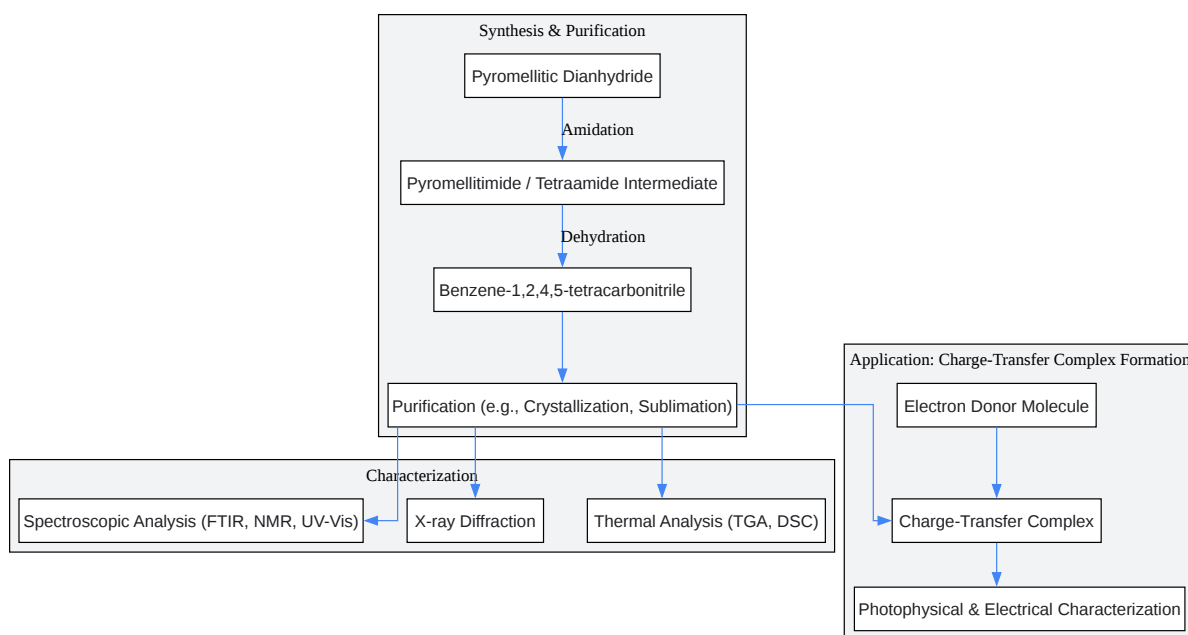 Synthesis & Purification
Pyromellitic Dianhydride
Amidation
Pyromellitimide / Tetraamide Intermediate
Dehydration
Benzene-1,2,4,5-tetracarbonitrile
Purification (e.g., Crystallization, Sublimation)
Characterization
Spectroscopic Analysis (FTIR, NMR, UV-Vis)
X-ray Diffraction
Thermal Analysis (TGA, DSC)
Application: Charge-Transfer Complex Formation
Electron Donor Molecule
Charge-Transfer Complex
Photophysical & Electrical Characterization